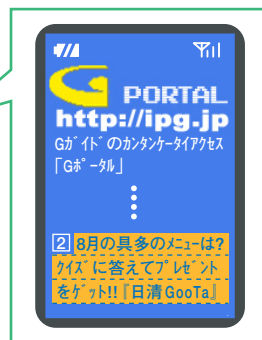 G PORTAL
http://ipg.jp
Gｶﾞｲﾄﾞのｶﾝﾀﾝｹｰﾀｲｱｸｾｽ
「Gﾎﾟｰﾀﾙ」
2 8月の具多のﾒﾆｭｰは?
ｸｲｽﾞに答えてﾌﾟﾚｾﾞﾝﾄ
をｹﾞｯﾄ!!『日清GooTa』